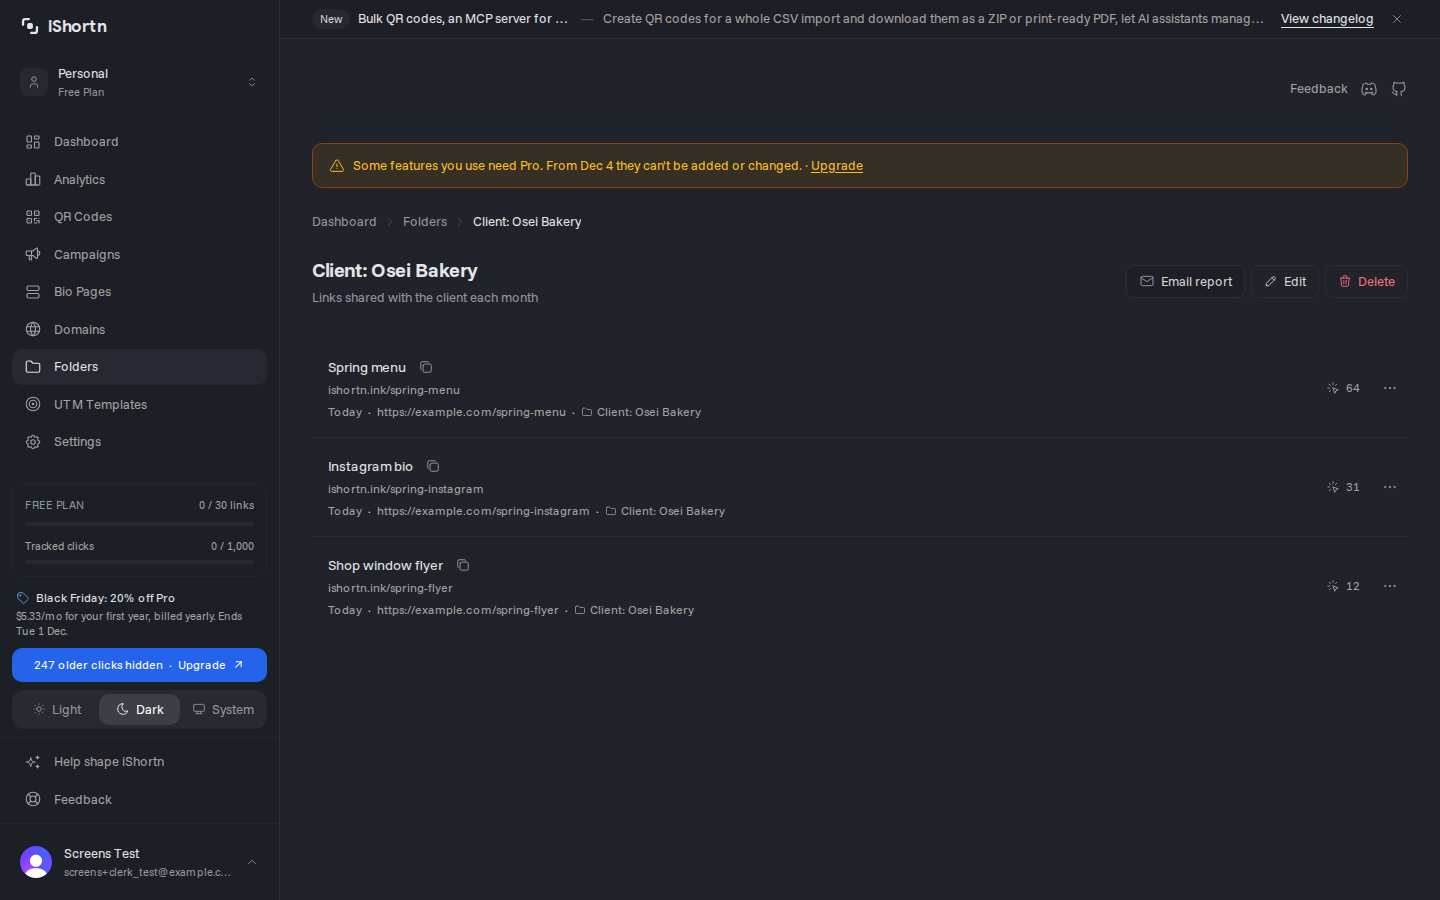 iShortn
Personal
Free Plan
Dashboard
Analytics
QR Codes
Campaigns
Bio Pages
Domains
Folders
UTM Templates
Settings
FREE PLAN 0 / 30 links
Tracked clicks 0 / 1,000
Black Friday: 20% off Pro
$5.33/mo for your first year, billed yearly. Ends
Tue 1 Dec.
247 older clicks hidden · Upgrade
Light Dark System
Help shape iShortn
Feedback
Screens Test
screens+clerk_test@example.c...
New Bulk QR codes, an MCP server for ... — Create QR codes for a whole CSV import and download them as a ZIP or print-ready PDF, let AI assistants manag... View changelog
Feedback
Some features you use need Pro. From Dec 4 they can't be added or changed. · Upgrade
Dashboard Folders Client: Osei Bakery
Client: Osei Bakery
Links shared with the client each month
Email report Edit Delete
Spring menu
ishortn.ink/spring-menu
Today · https://example.com/spring-menu · Client: Osei Bakery
64
Instagram bio
ishortn.ink/spring-instagram
Today · https://example.com/spring-instagram · Client: Osei Bakery
31
Shop window flyer
ishortn.ink/spring-flyer
Today · https://example.com/spring-flyer · Client: Osei Bakery
12